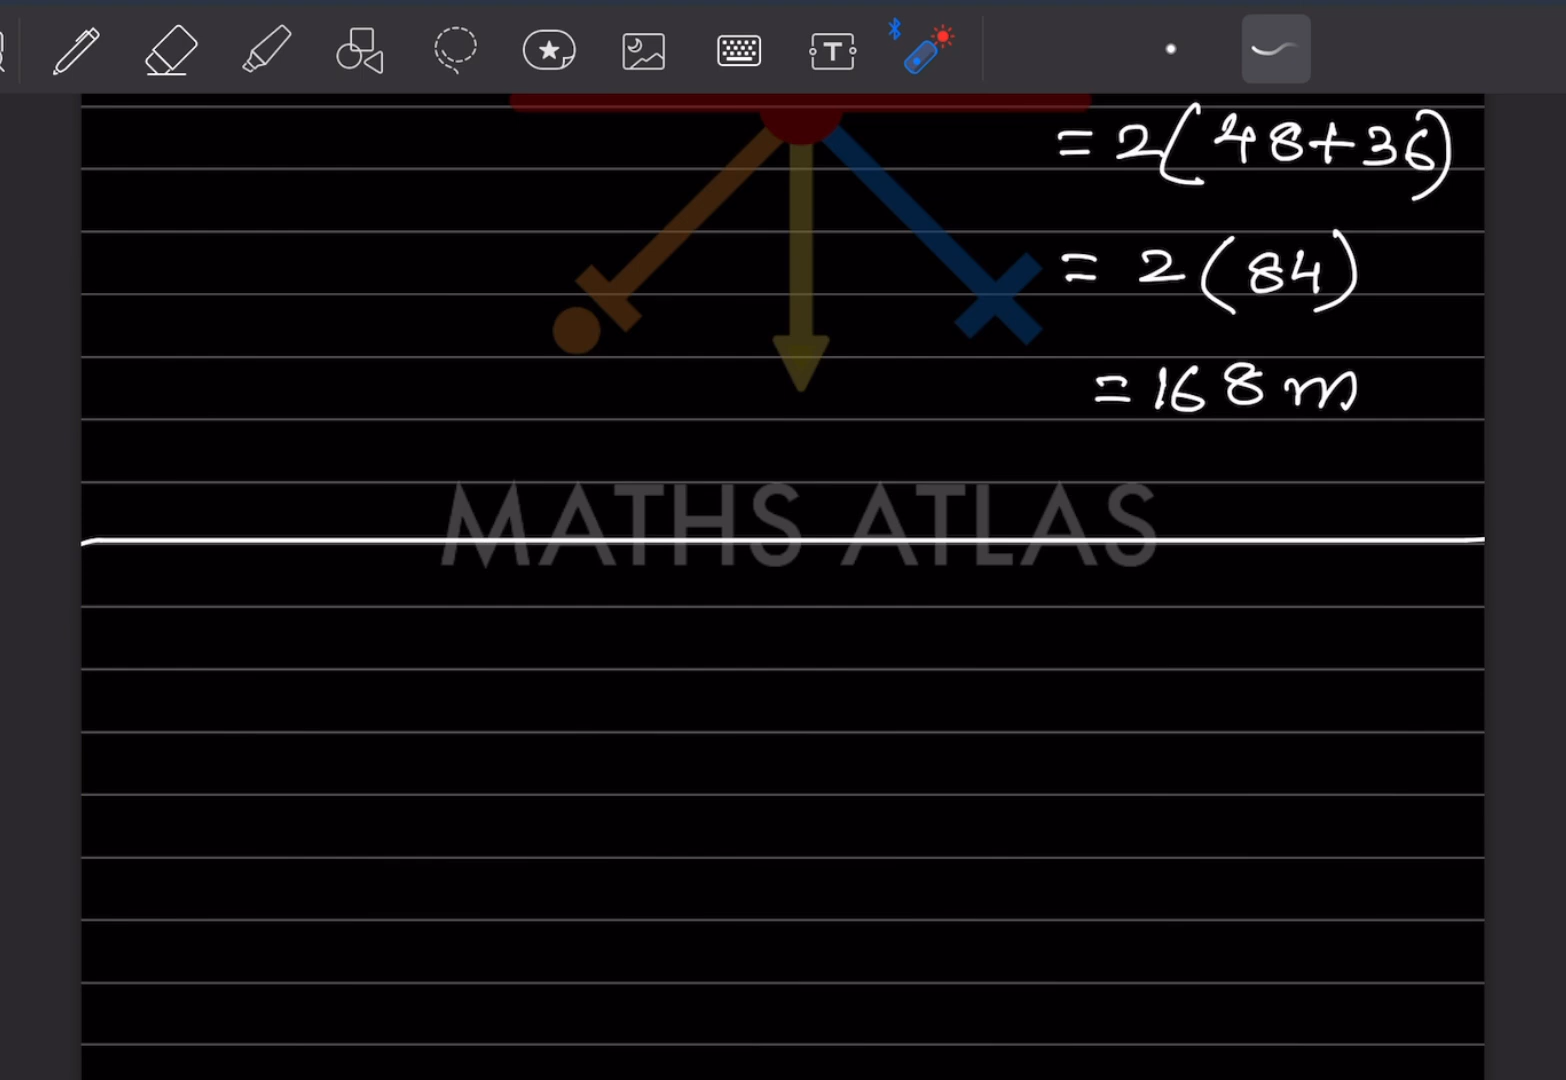 = 2(48+36)
= 2(84)
= 168 m
MATHS ATLAS